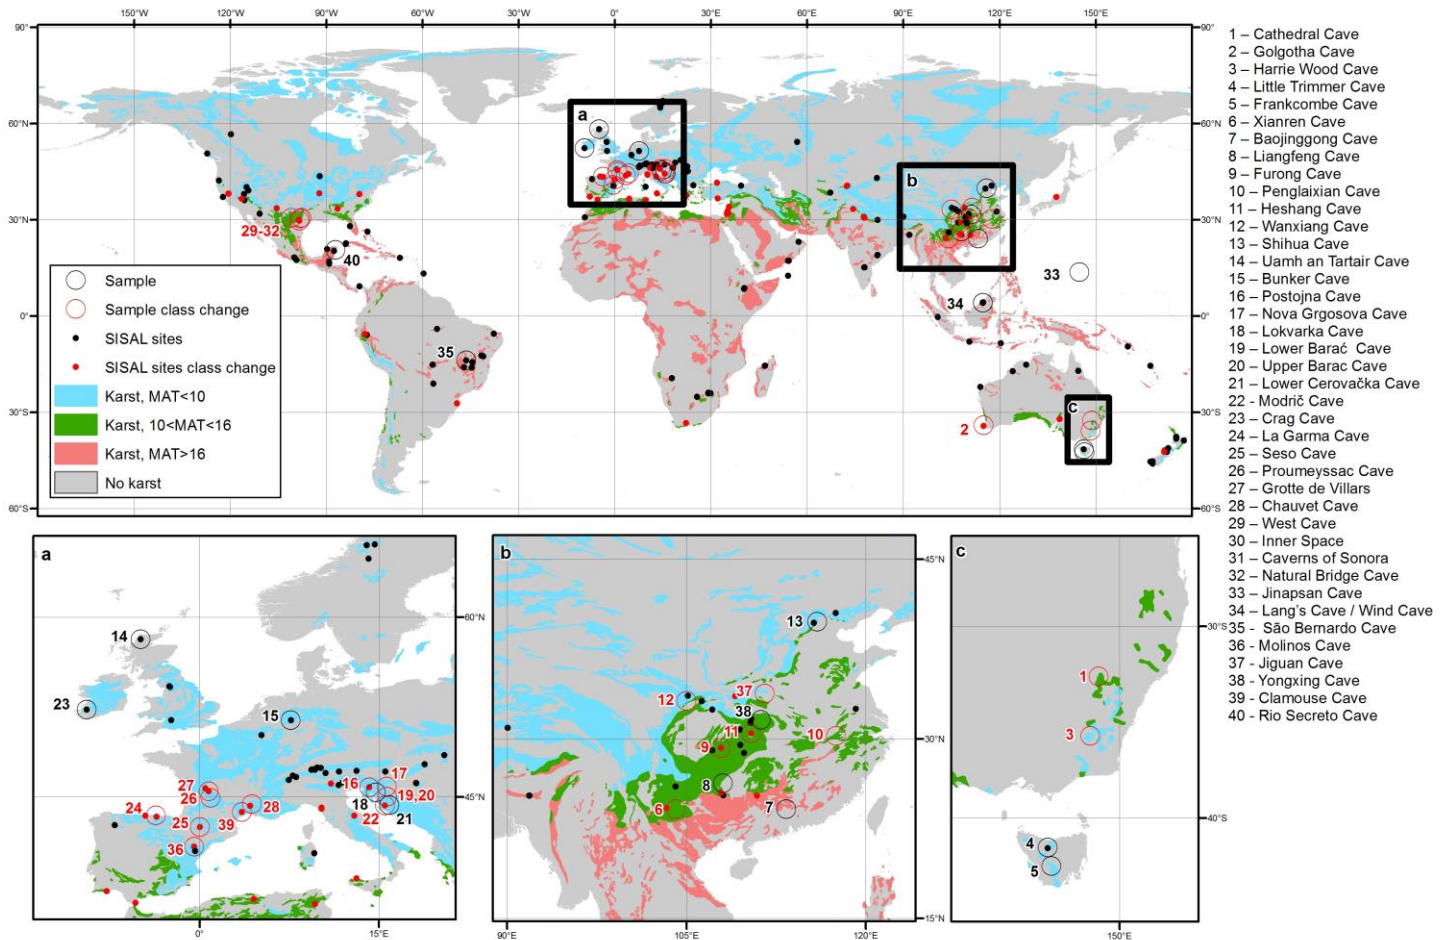 150°W 120°W 90°W 60°W 30°W 0° 30°E 60°E 90°E 120°E 150°E
90° 90°
60°N 60°N
30°N 30°N
0° 0°
30°S 30°S
60°S 60°S
a
b
c
29-32
40
33
34
35
2
Sample
Sample class change
SISAL sites
SISAL sites class change
Karst, MAT<10
Karst, 10<MAT<16
Karst, MAT>16
No karst
1 – Cathedral Cave
2 – Golgotha Cave
3 – Harrie Wood Cave
4 – Little Trimmer Cave
5 – Frankcombe Cave
6 – Xianren Cave
7 – Baojinggong Cave
8 – Liangfeng Cave
9 – Furong Cave
10 – Penglaixian Cave
11 – Heshang Cave
12 – Wanxiang Cave
13 – Shihua Cave
14 – Uamh an Tartair Cave
15 – Bunker Cave
16 – Postojna Cave
17 – Nova Grgosova Cave
18 – Lokvarka Cave
19 – Lower Barać Cave
20 – Upper Barac Cave
21 – Lower Cerovačka Cave
22 - Modrič Cave
23 – Crag Cave
24 – La Garma Cave
25 – Seso Cave
26 – Proumeyssac Cave
27 – Grotte de Villars
28 – Chauvet Cave
29 – West Cave
30 – Inner Space
31 – Caverns of Sonora
32 – Natural Bridge Cave
33 – Jinapsan Cave
34 – Lang's Cave / Wind Cave
35 - São Bernardo Cave
36 - Molinos Cave
37 - Jiguan Cave
38 - Yongxing Cave
39 – Clamouse Cave
40 - Rio Secreto Cave
a
60°N
45°N
0° 15°E
14
23
15
27
26
24
25
39
28
36
16
17
18
19, 20
22
21
b
45°N
30°N
15°N
90°E 105°E 120°E
13
12
37
38
11
9
10
8
6
7
c
30°S
40°S
150°E
1
3
4
5